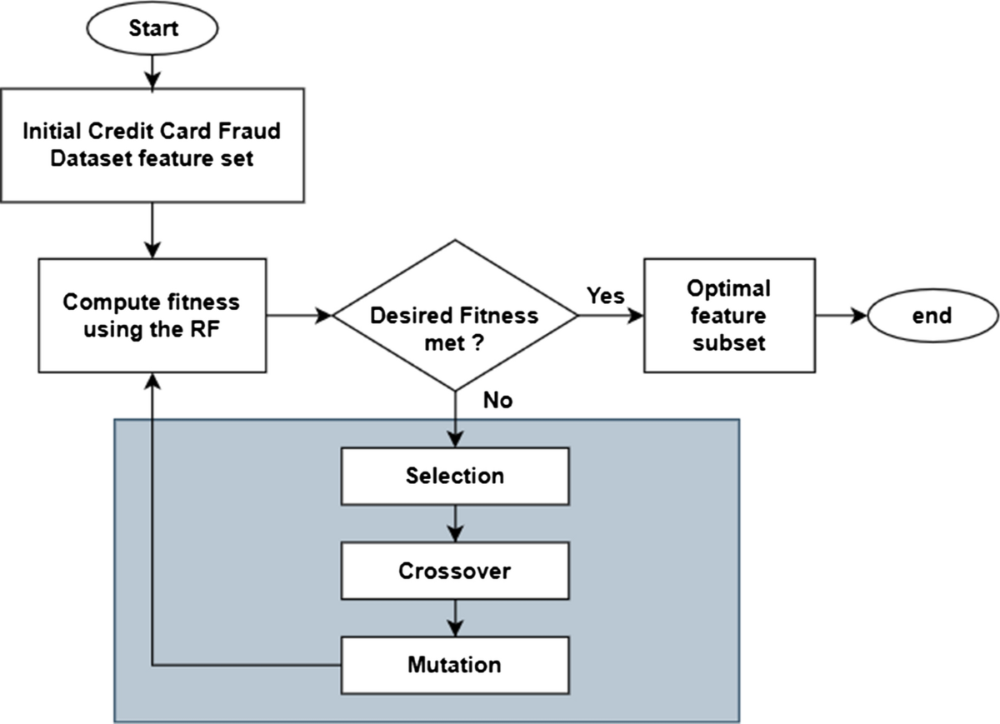 Start
Initial Credit Card Fraud
Dataset feature set
Compute fitness
using the RF
Desired Fitness
met ?
Yes
Optimal
feature
subset
end
No
Selection
Crossover
Mutation